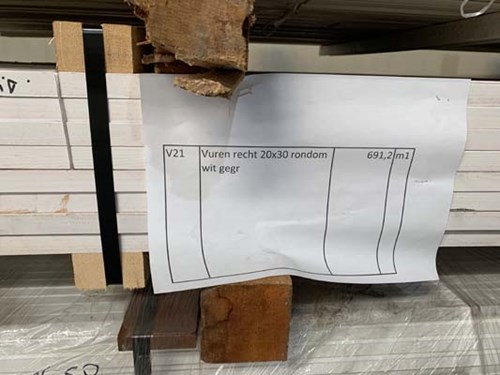 V21 Vuren recht 20x30 rondom 691,2 m1
wit gegr